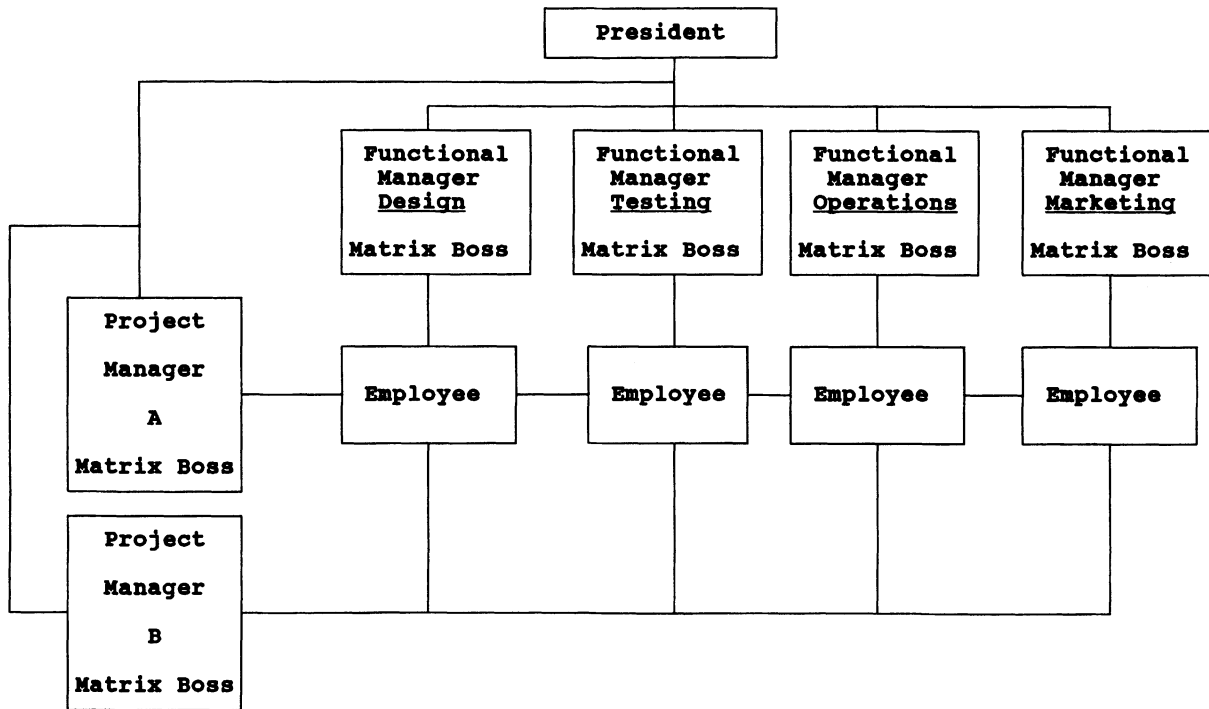 President
Functional
Manager
Design
Matrix Boss
Functional
Manager
Testing
Matrix Boss
Functional
Manager
Operations
Matrix Boss
Functional
Manager
Marketing
Matrix Boss
Project
Manager
A
Matrix Boss
Employee
Employee
Employee
Employee
Project
Manager
B
Matrix Boss